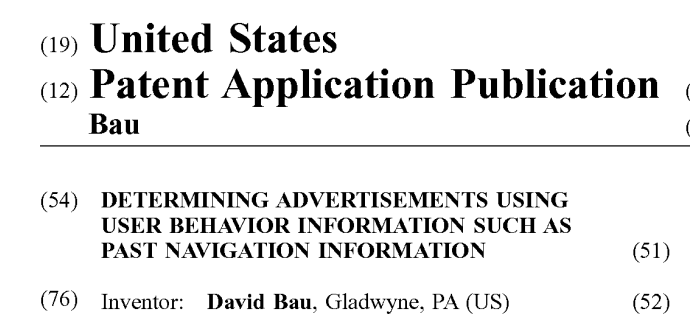 (19) United States
(12) Patent Application Publication (
Bau (
(54) DETERMINING ADVERTISEMENTS USING
USER BEHAVIOR INFORMATION SUCH AS
PAST NAVIGATION INFORMATION (51)
(76) Inventor: David Bau, Gladwyne, PA (US) (52)